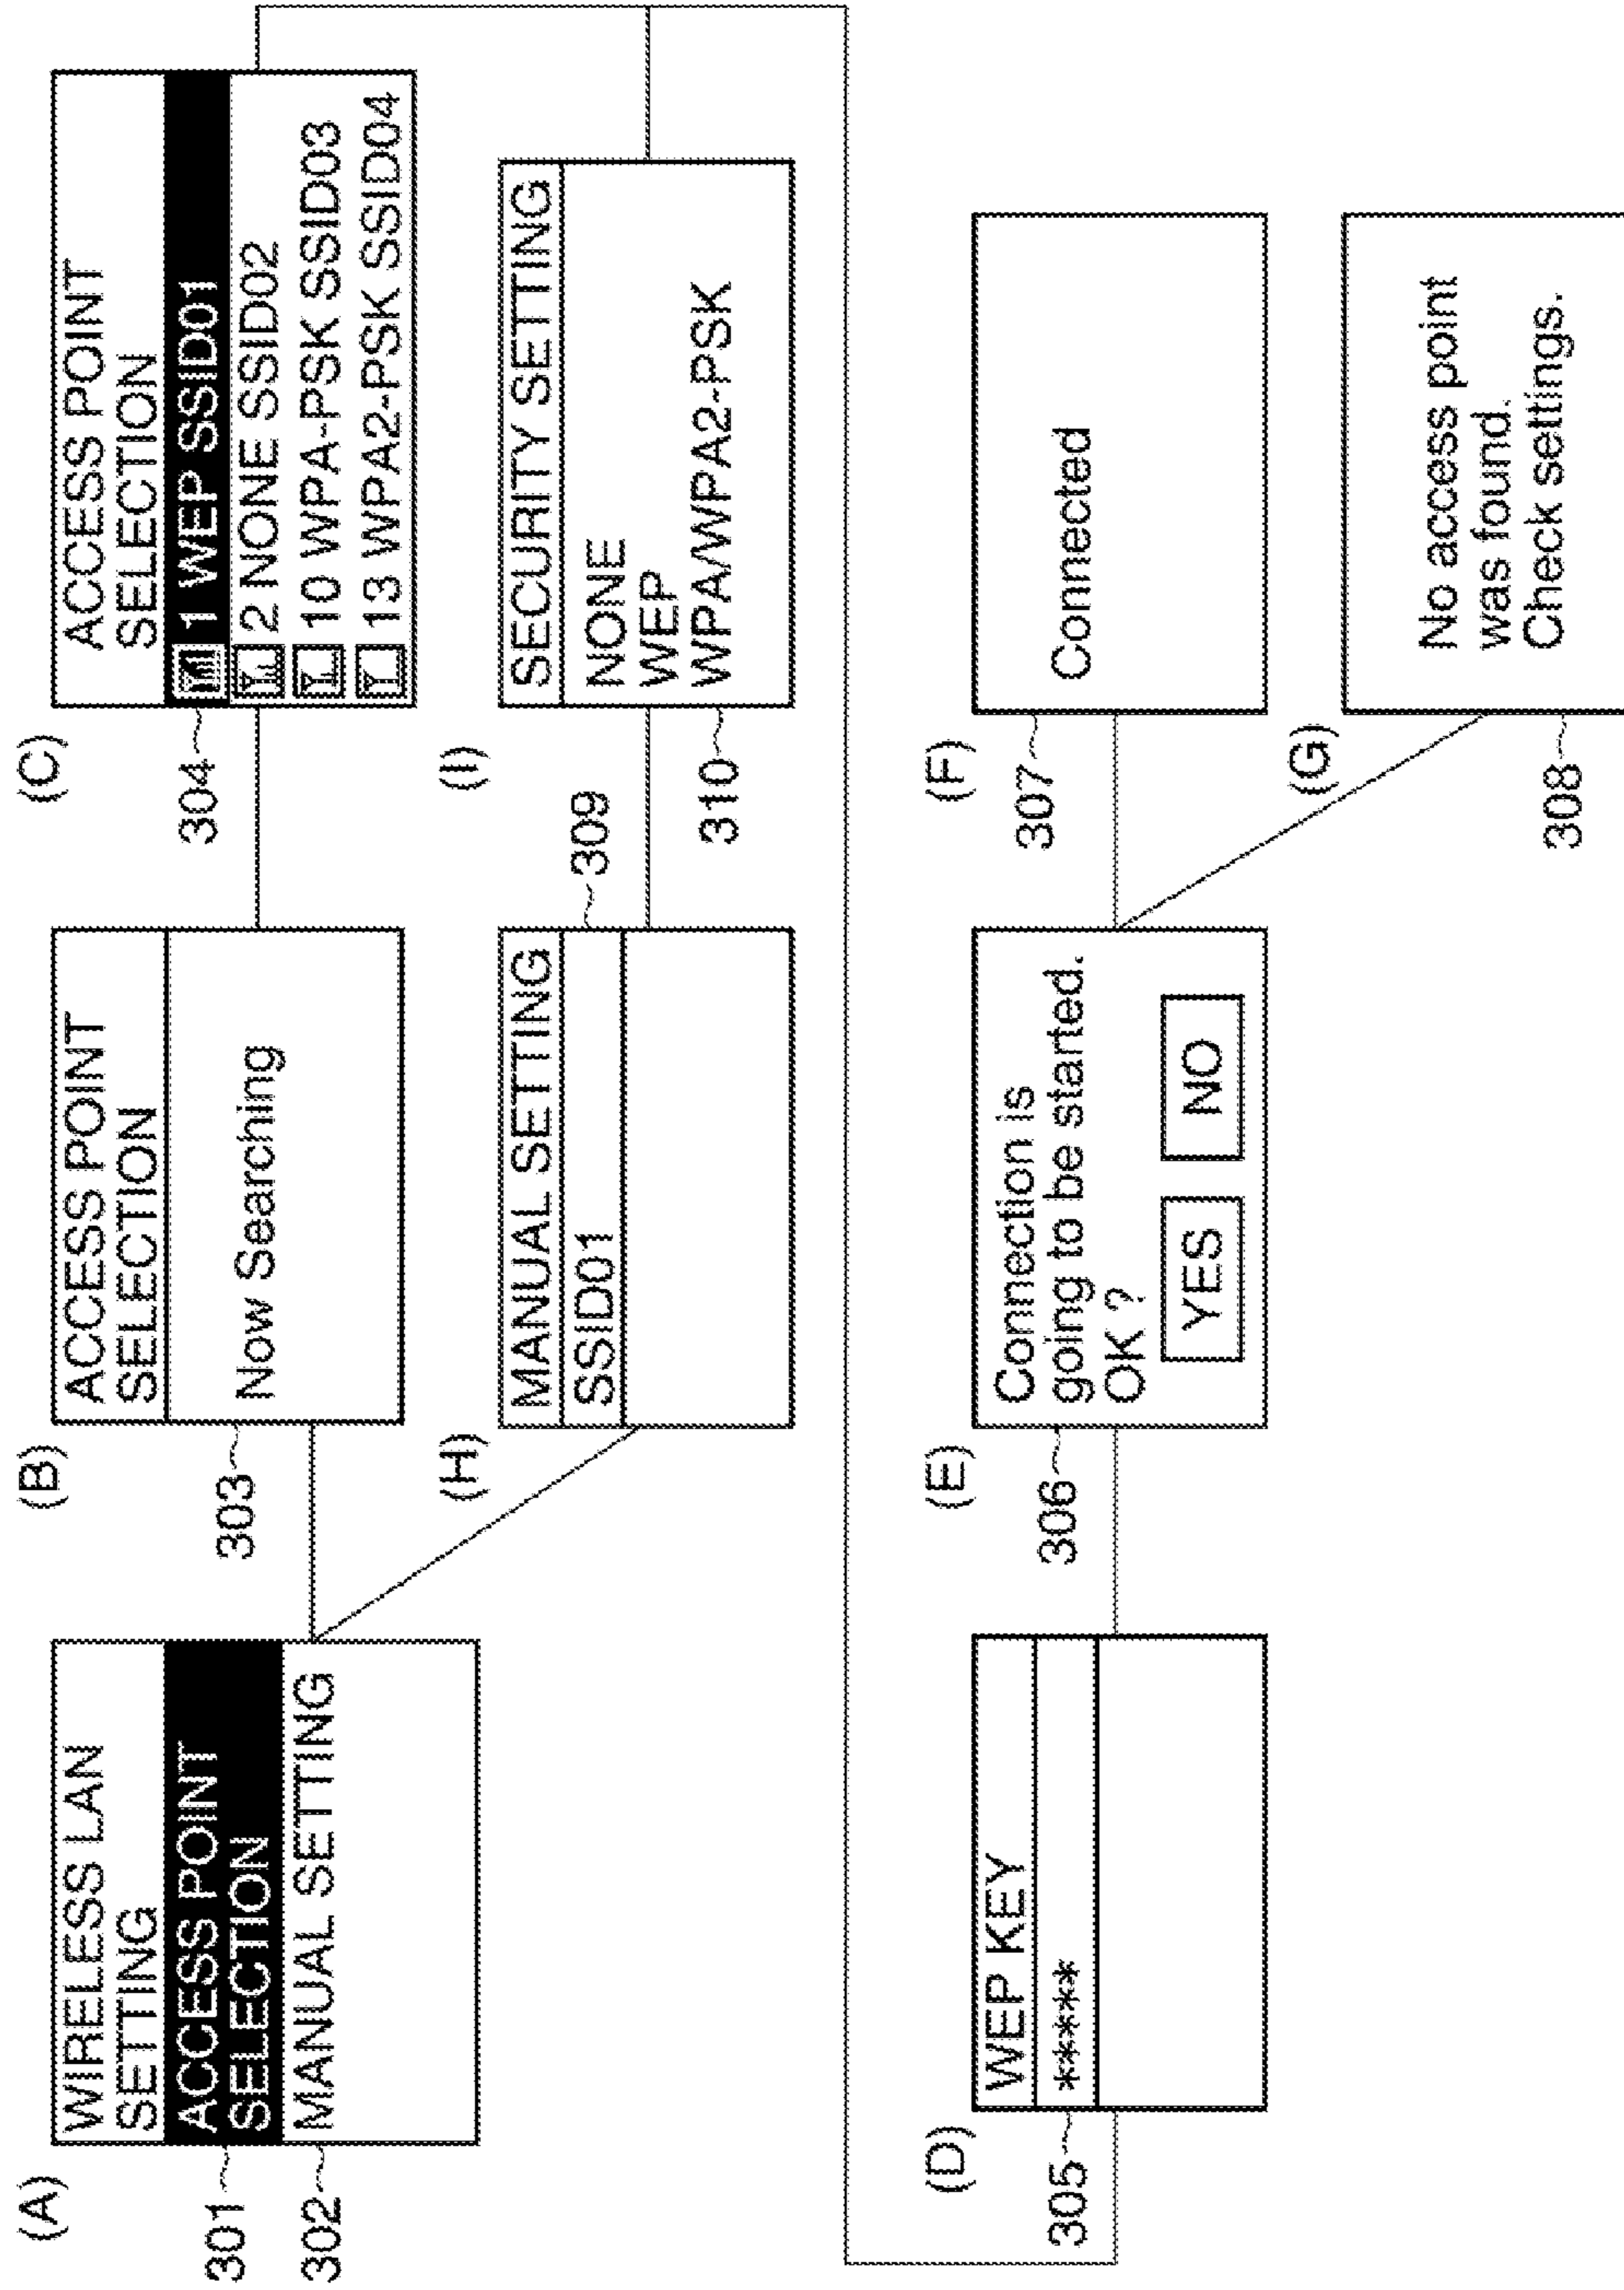 (A)
WIRELESS LAN
SETTING
301
ACCESS POINT
SELECTION
302
MANUAL SETTING
(B)
ACCESS POINT
SELECTION
303
Now Searching
(C)
ACCESS POINT
SELECTION
304
1 WEP SSID01
2 NONE SSID02
10 WPA-PSK SSID03
13 WPA2-PSK SSID04
(H)
MANUAL SETTING
SSID01
309
(I)
SECURITY SETTING
NONE
WEP
310
WPA/WPA2-PSK
(D)
WEP KEY
305
*****
(E)
Connection is
going to be started.
306
OK ?
YES NO
(F)
307
Connected
(G)
No access point
was found.
308
Check settings.